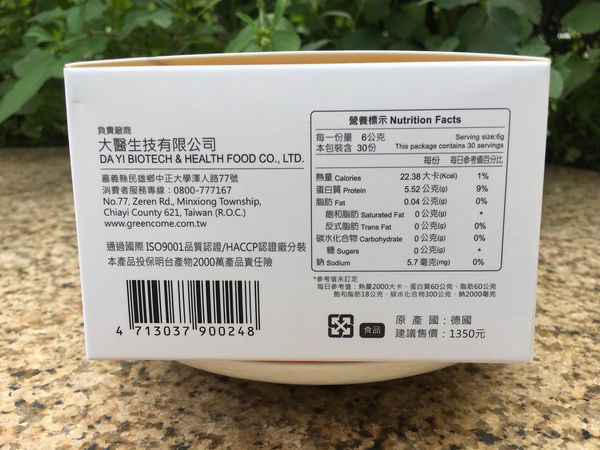 負責廠商
大醫生技有限公司
DA YI BIOTECH & HEALTH FOOD CO., LTD.
嘉義縣民雄鄉中正大學澤人路77號
消費者服務專線：0800-777167
No.77, Zeren Rd., Minxiong Township,
Chiayi County 621, Taiwan (R.O.C.)
www.greencome.com.tw
通過國際 ISO9001品質認證/HACCP認證廠分裝
本產品投保明台產物2000萬產品責任險
4 713037 900248
營養標示 Nutrition Facts
每一份量 6公克 Serving size:6g
本包裝含 30份 This package contains 30 servings
每份 每日參考值百分比
熱量 Calories 22.38 大卡(Kcal) 1%
蛋白質 Protein 5.52 公克(g) 9%
脂肪 Fat 0.04 公克(g) 0%
飽和脂肪 Saturated Fat 0 公克(g) *
反式脂肪 Trans Fat 0 公克(g) 0%
碳水化合物 Carbohydrate 0 公克(g) 0%
糖 Sugars 0 公克(g) *
鈉 Sodium 5.7 毫克(mg) 0%
*參考值未訂定
每日參考值：熱量2000大卡、蛋白質60公克、脂肪60公克、
飽和脂肪18公克、碳水化合物300公克、鈉2000毫克
食品
原產國：德國
建議售價：1350元